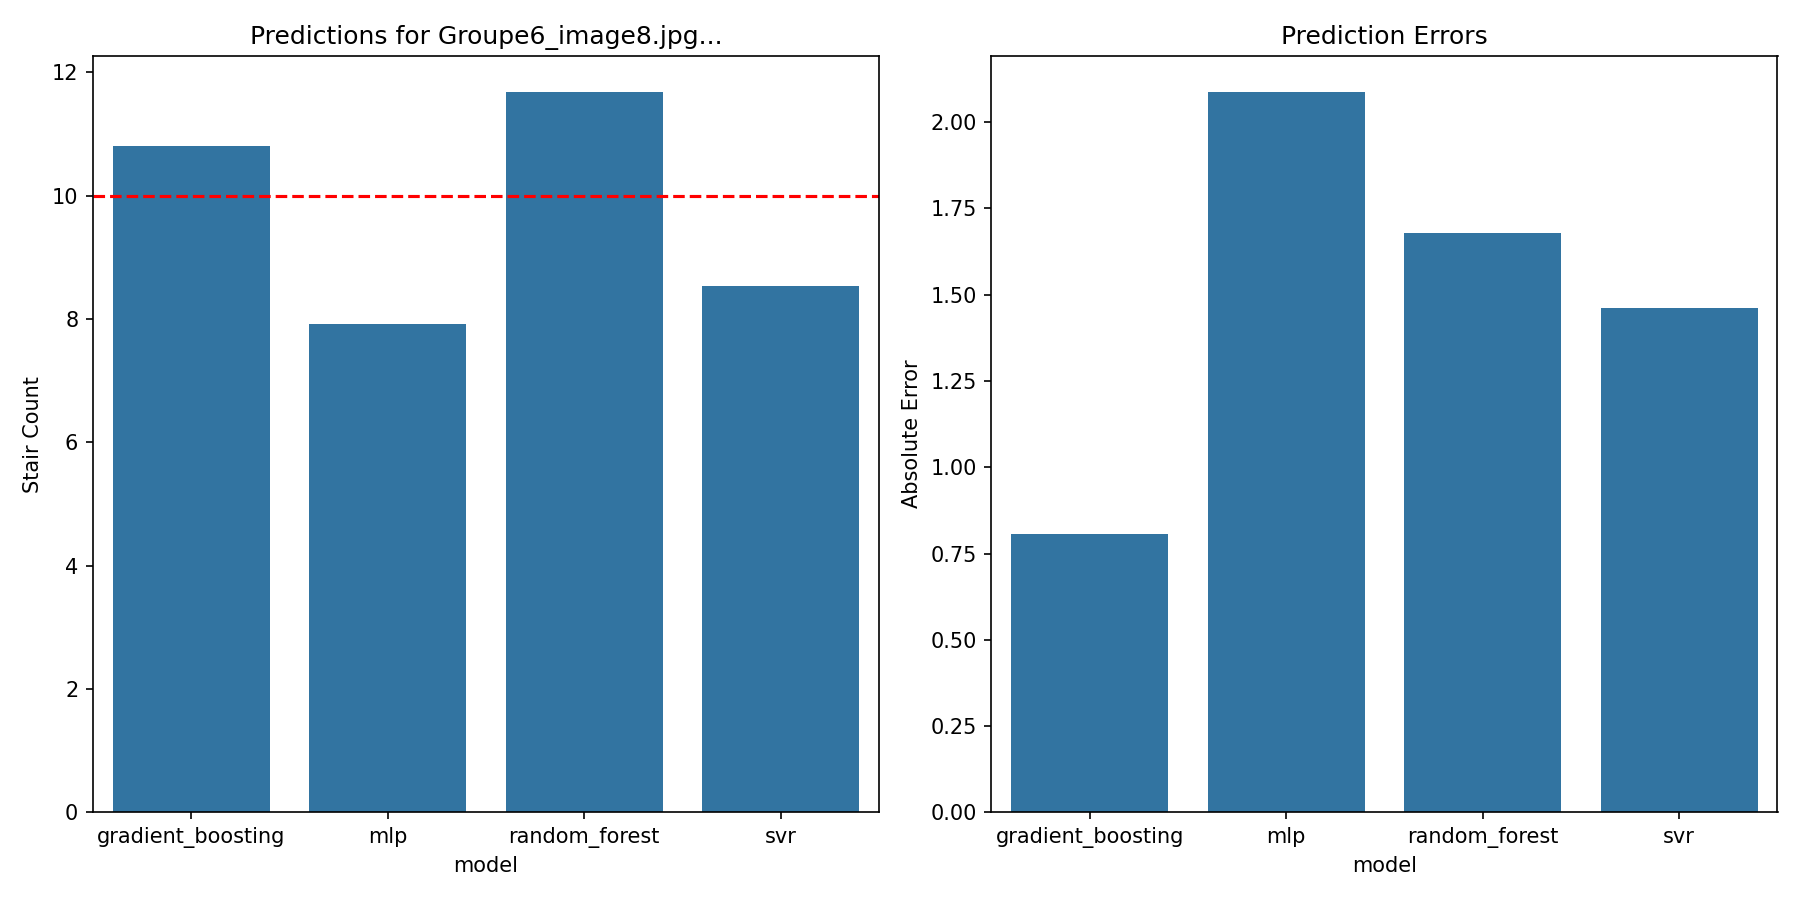 Predictions for Groupe6_image8.jpg...
Stair Count
12
10
8
6
4
2
0
gradient_boosting mlp random_forest svr
model
Prediction Errors
Absolute Error
2.00
1.75
1.50
1.25
1.00
0.75
0.50
0.25
0.00
gradient_boosting mlp random_forest svr
model